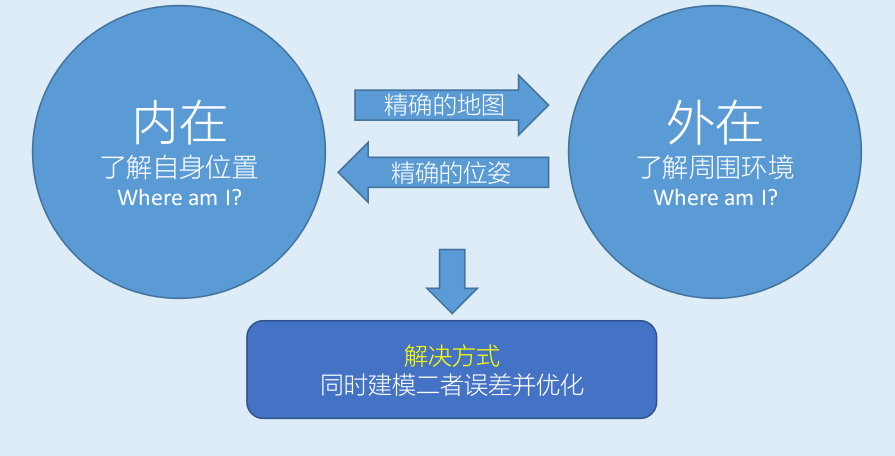 内在
了解自身位置
Where am I?
精确的地图
精确的位姿
外在
了解周围环境
Where am I?
解决方式
同时建模二者误差并优化